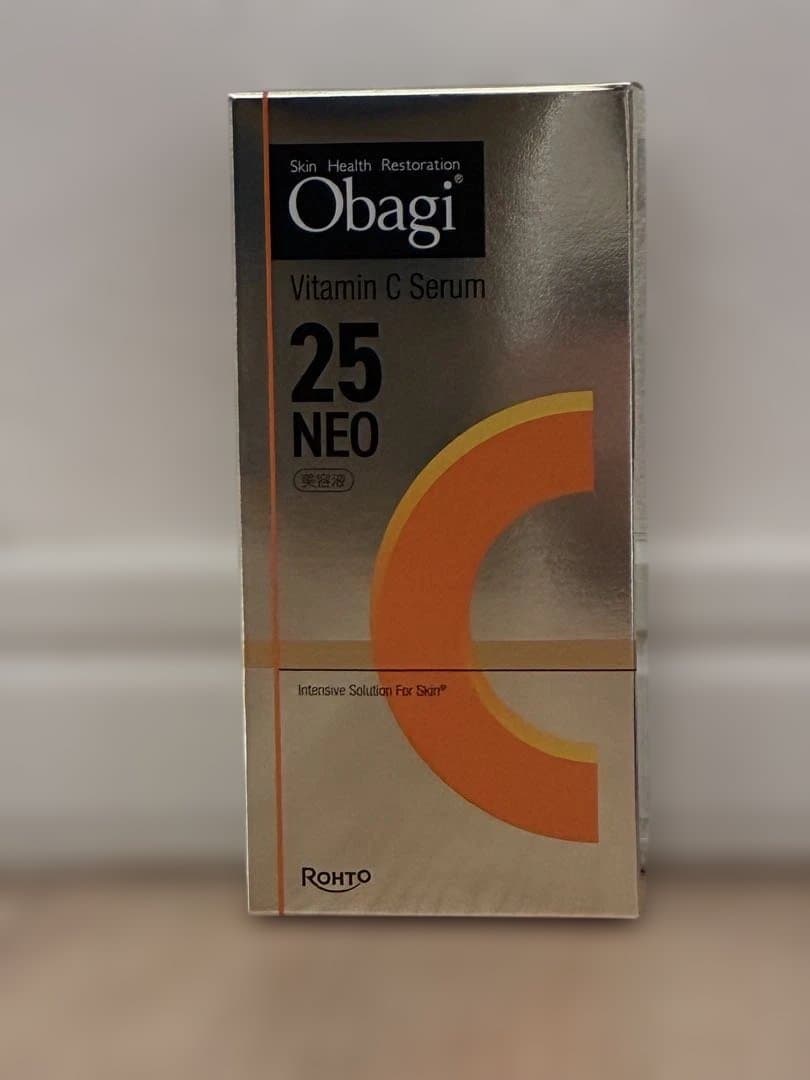 Skin Health Restoration
Obagi®
Vitamin C Serum
25
NEO
美容液
Intensive Solution For Skin®
ROHTO